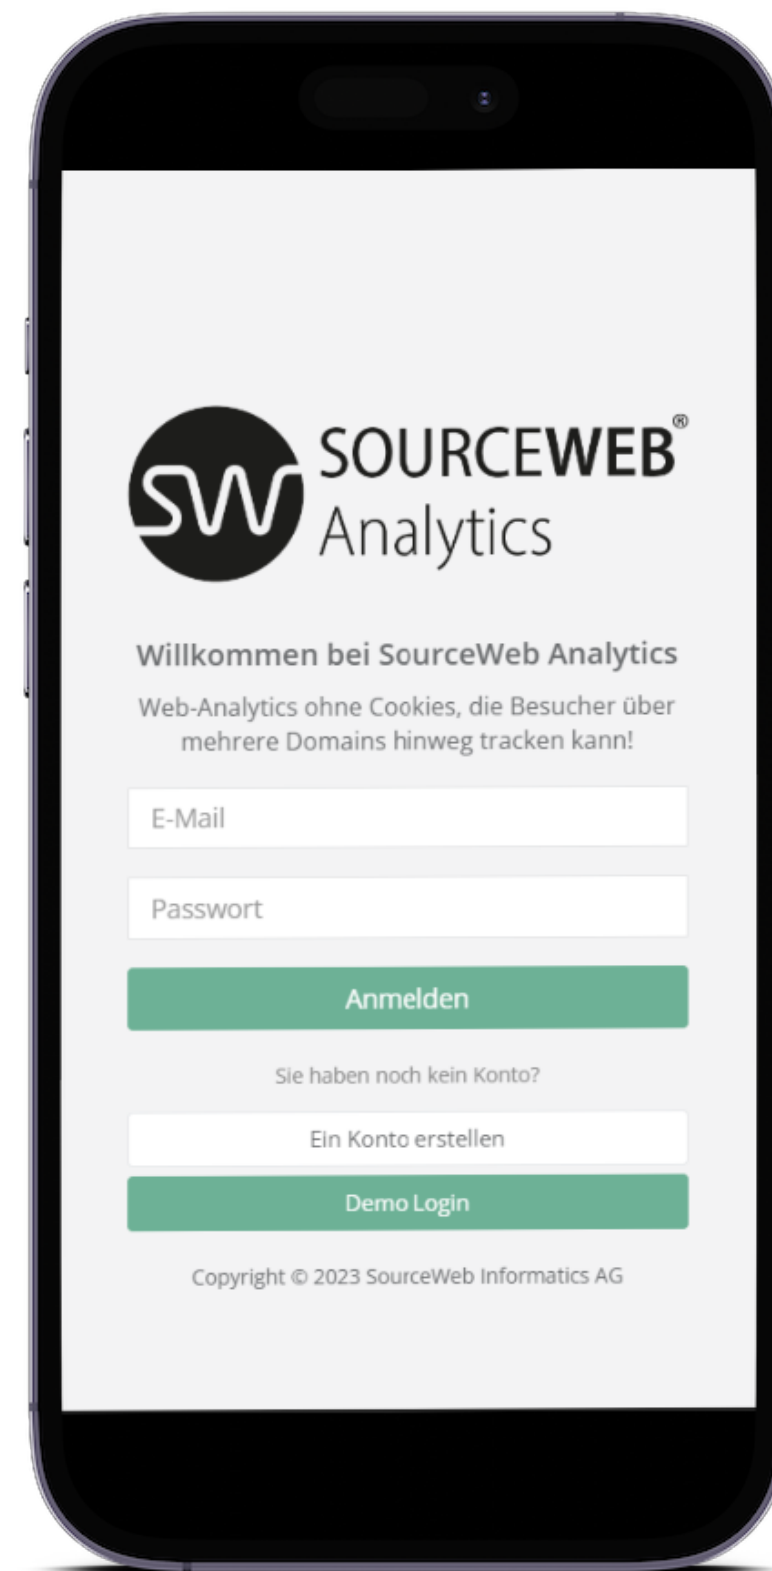 SW SOURCEWEB®
Analytics
Willkommen bei SourceWeb Analytics
Web-Analytics ohne Cookies, die Besucher über
mehrere Domains hinweg tracken kann!
E-Mail
Passwort
Anmelden
Sie haben noch kein Konto?
Ein Konto erstellen
Demo Login
Copyright © 2023 SourceWeb Informatics AG